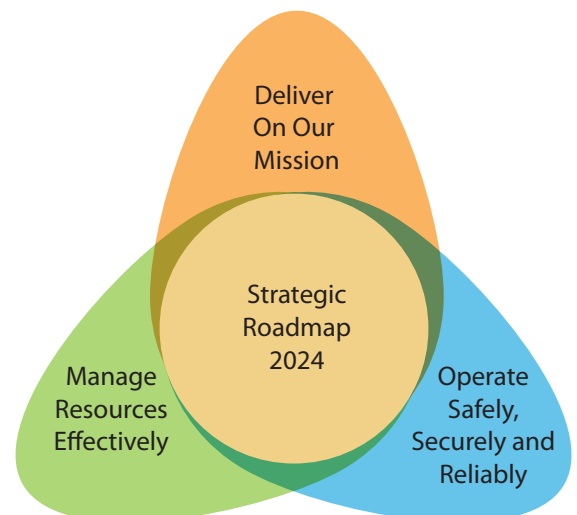 Deliver
On Our
Mission
Strategic
Roadmap
2024
Manage
Resources
Effectively
Operate
Safely,
Securely and
Reliably